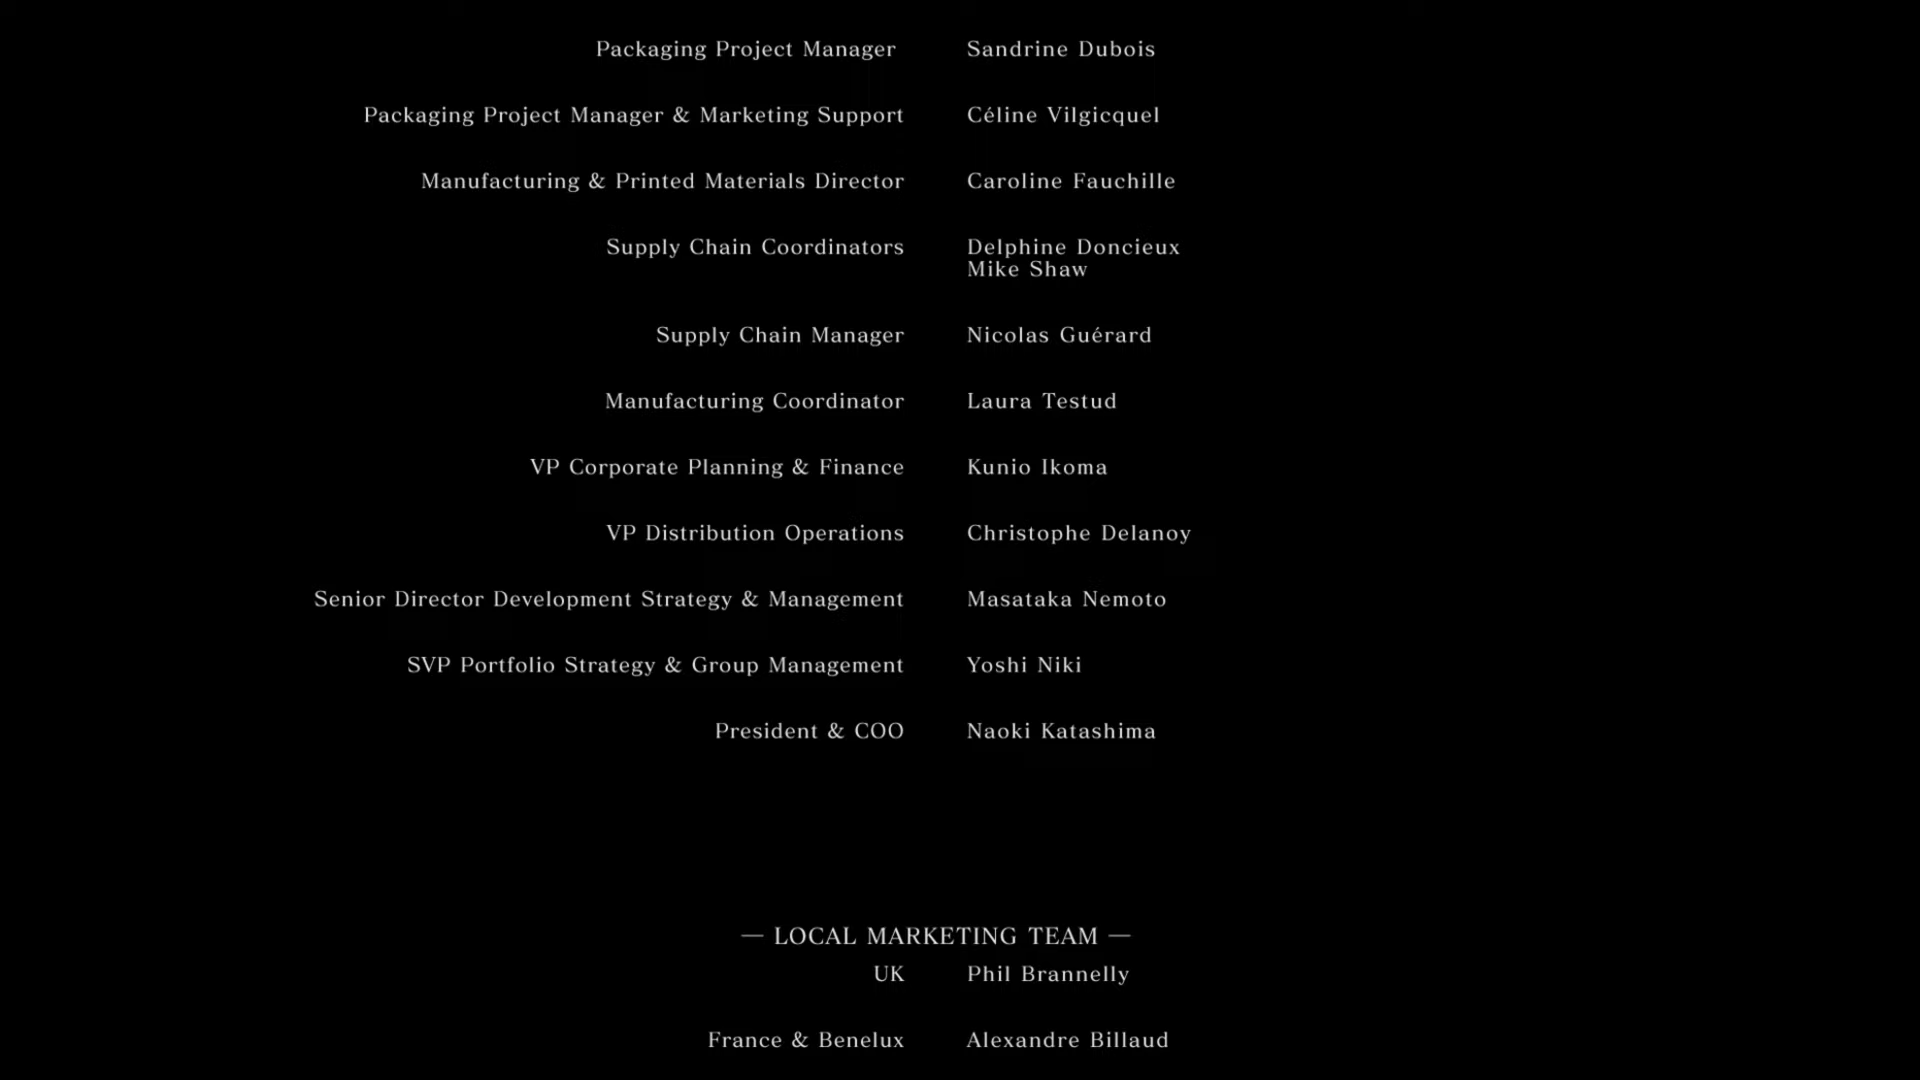 Packaging Project Manager Sandrine Dubois
Packaging Project Manager & Marketing Support Céline Vilgicquel
Manufacturing & Printed Materials Director Caroline Fauchille
Supply Chain Coordinators Delphine Doncieux
Mike Shaw
Supply Chain Manager Nicolas Guérard
Manufacturing Coordinator Laura Testud
VP Corporate Planning & Finance Kunio Ikoma
VP Distribution Operations Christophe Delanoy
Senior Director Development Strategy & Management Masataka Nemoto
SVP Portfolio Strategy & Group Management Yoshi Niki
President & COO Naoki Katashima
— LOCAL MARKETING TEAM —
UK Phil Brannelly
France & Benelux Alexandre Billaud